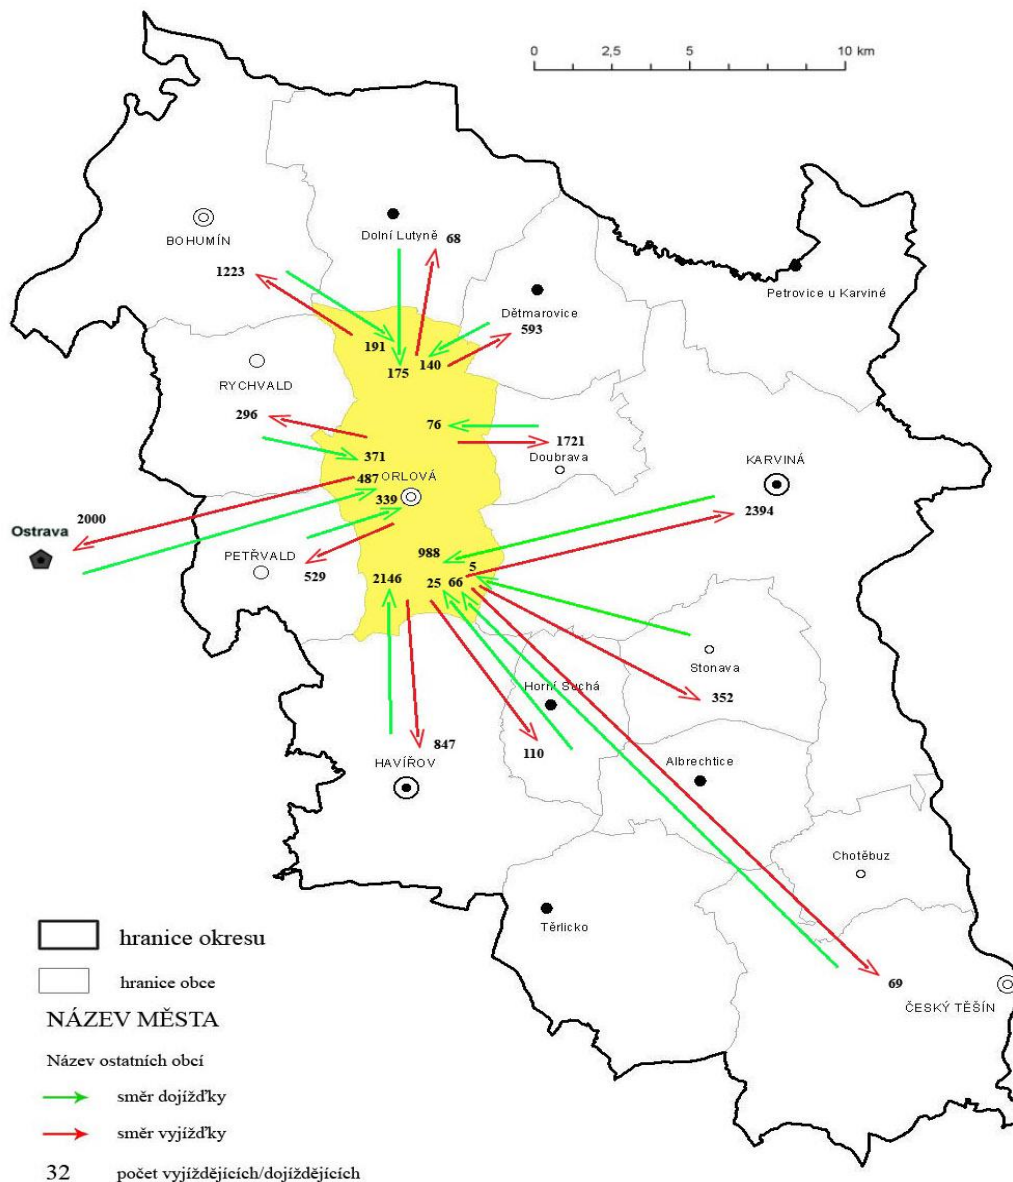 0 2,5 5 10 km
BOHUMÍN
Dolní Lutyně
68
1223
Petrovice u Karviné
Dětmarovice
593
191
175
140
RYCHVALD
296
76
1721
Doubrava
371
487
ORLOVÁ
339
KARVINÁ
2394
2000
Ostrava
PETŘVALD
529
988
5
2146
25
66
Stonava
352
Horní Suchá
110
847
HAVÍŘOV
Albrechtice
Chotěbuz
Těrlicko
69
ČESKÝ TĚŠÍN
hranice okresu
hranice obce
NÁZEV MĚSTA
Název ostatních obcí
směr dojížďky
směr vyjížďky
32 počet vyjíždějících/dojíždějících